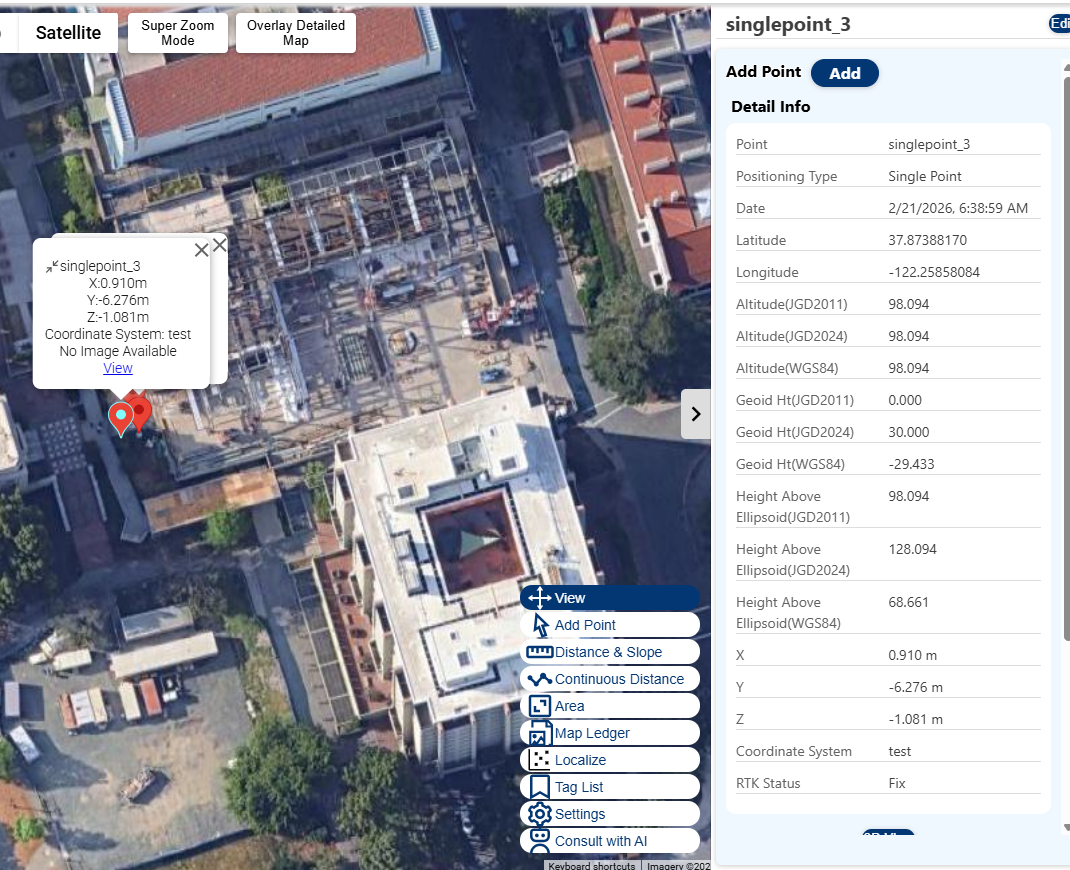 Satellite
Super Zoom
Mode
Overlay Detailed
Map
singlepoint_3
X:0.910m
Y:-6.276m
Z:-1.081m
Coordinate System: test
No Image Available
View
View
Add Point
Distance & Slope
Continuous Distance
Area
Map Ledger
Localize
Tag List
Settings
Consult with AI
Keyboard shortcuts
Imagery ©202
singlepoint_3
Edi
Add Point
Add
Detail Info
Point singlepoint_3
Positioning Type Single Point
Date 2/21/2026, 6:38:59 AM
Latitude 37.87388170
Longitude -122.25858084
Altitude(JGD2011) 98.094
Altitude(JGD2024) 98.094
Altitude(WGS84) 98.094
Geoid Ht(JGD2011) 0.000
Geoid Ht(JGD2024) 30.000
Geoid Ht(WGS84) -29.433
Height Above 98.094
Ellipsoid(JGD2011)
Height Above 128.094
Ellipsoid(JGD2024)
Height Above 68.661
Ellipsoid(WGS84)
X 0.910 m
Y -6.276 m
Z -1.081 m
Coordinate System test
RTK Status Fix